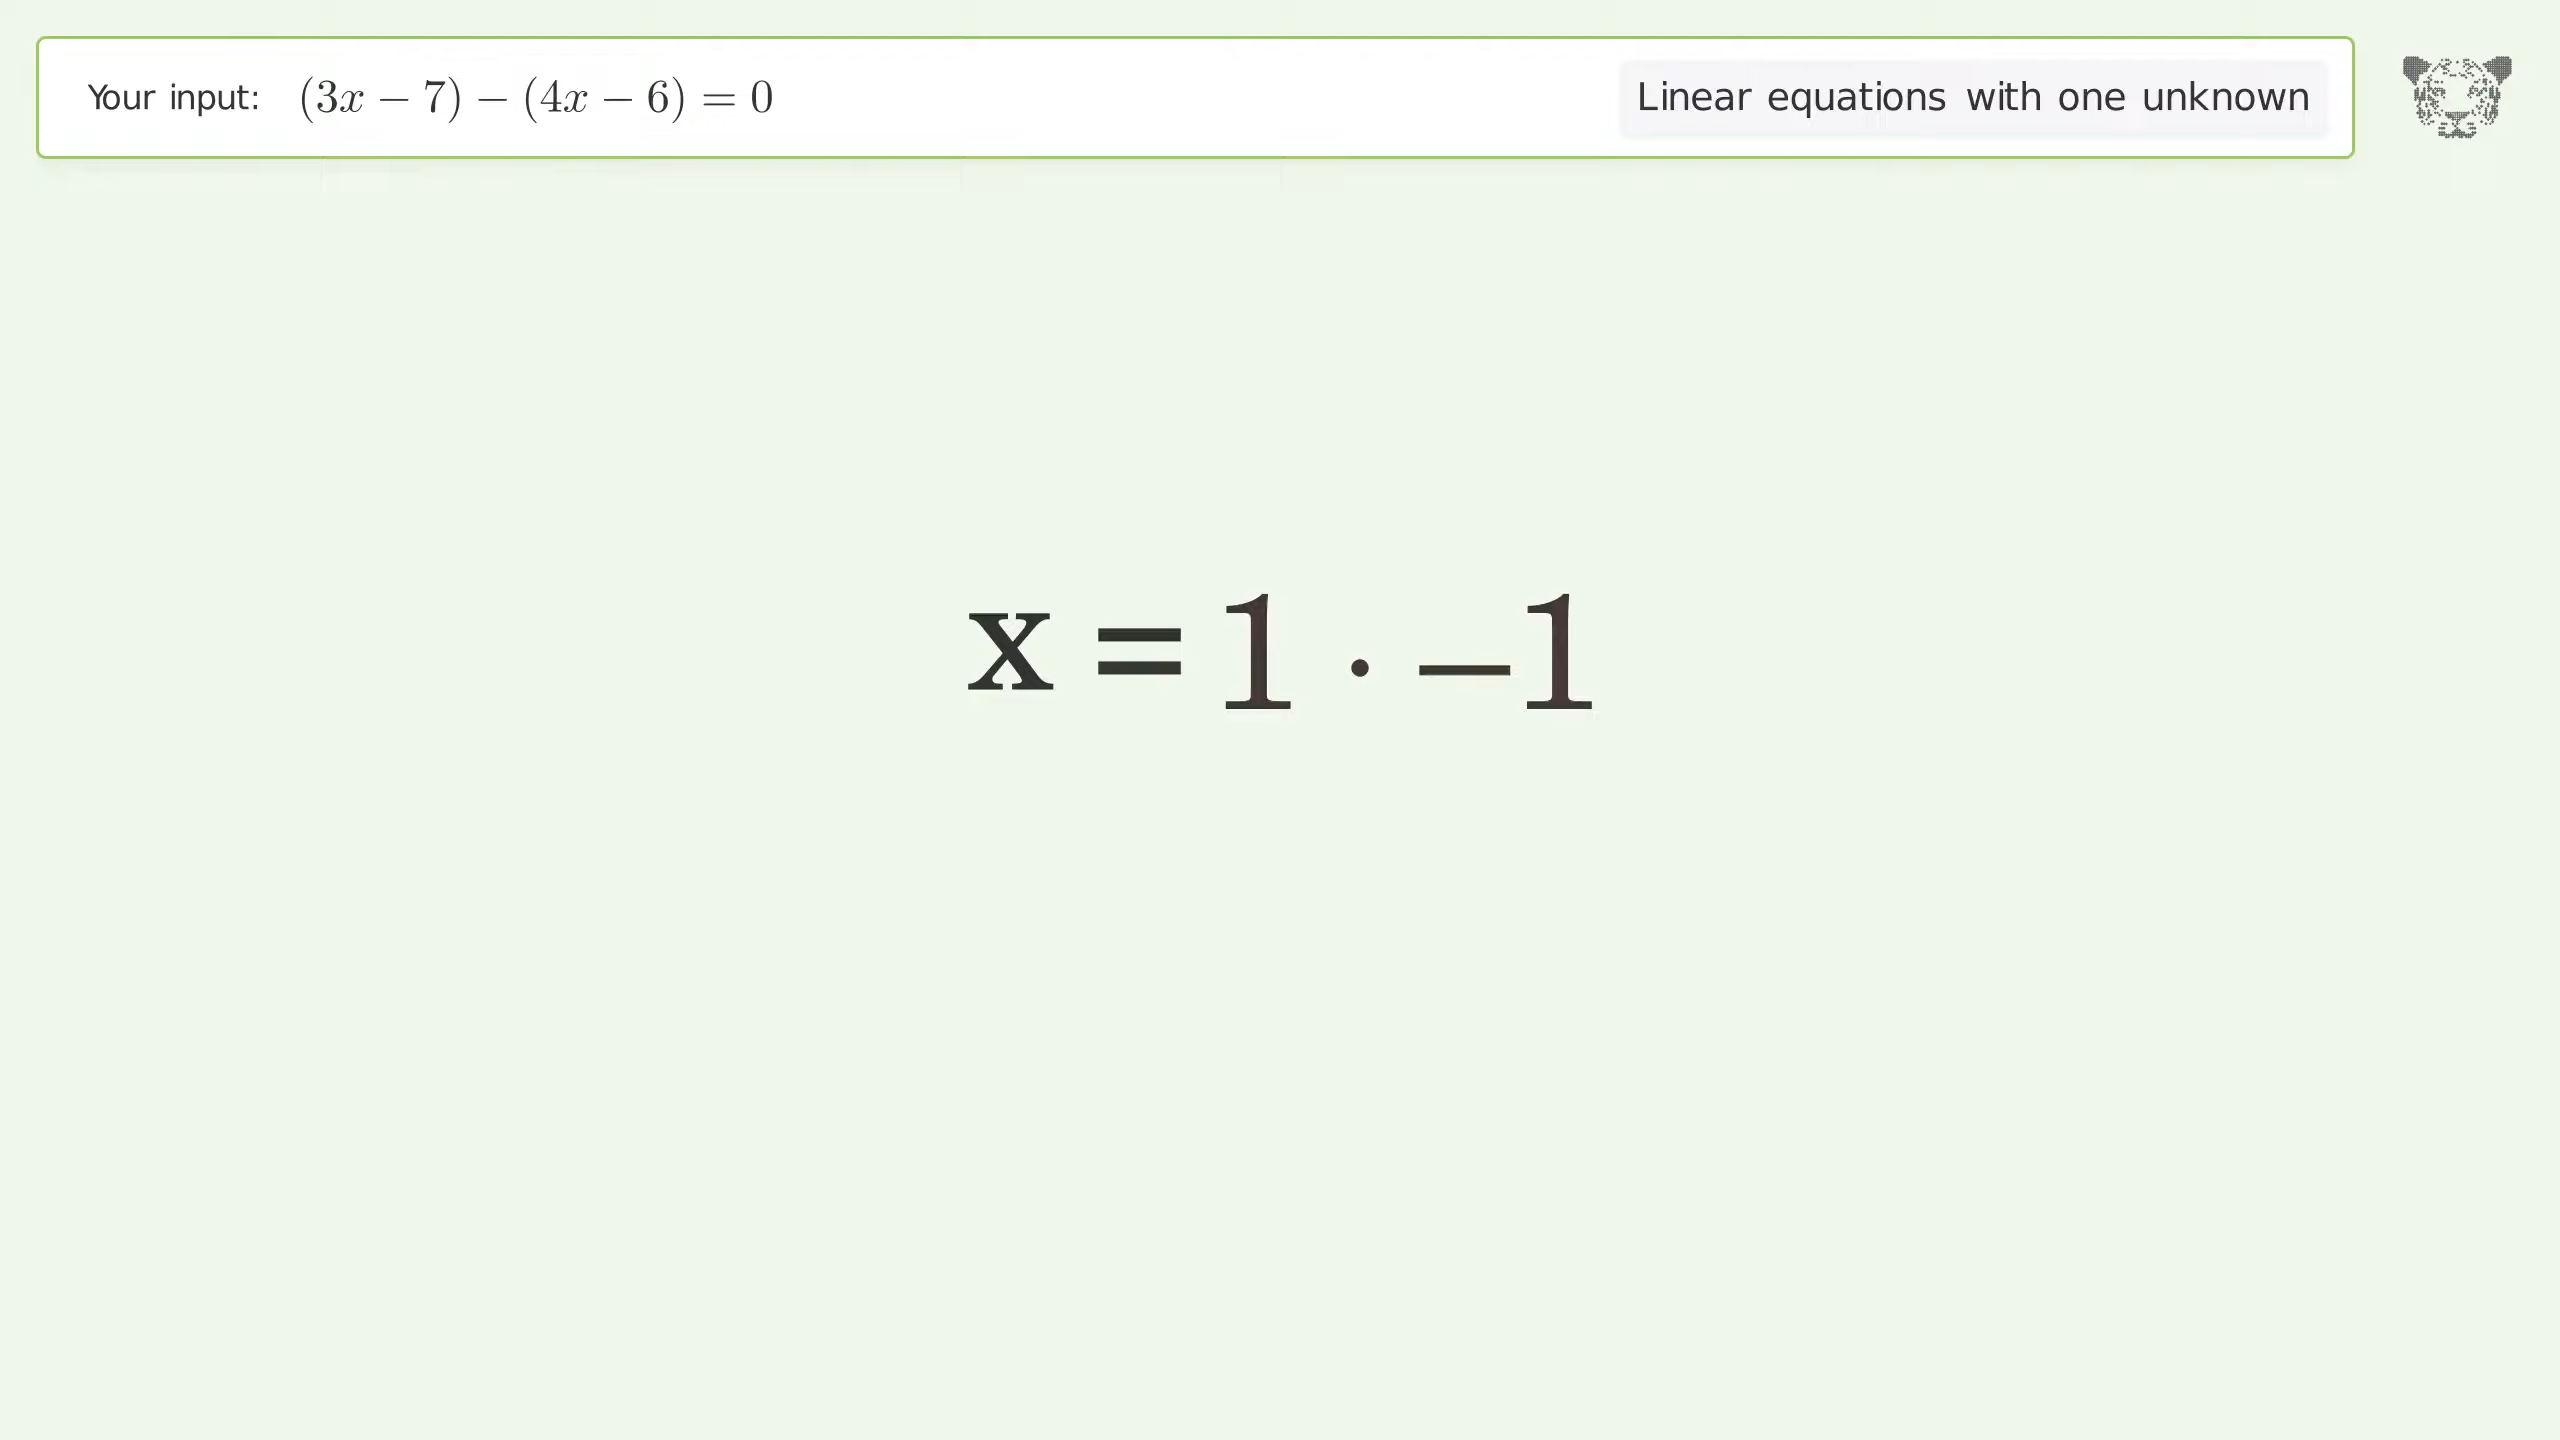 Your input: (3x − 7) − (4x − 6) = 0
Linear equations with one unknown
x = 1 · −1